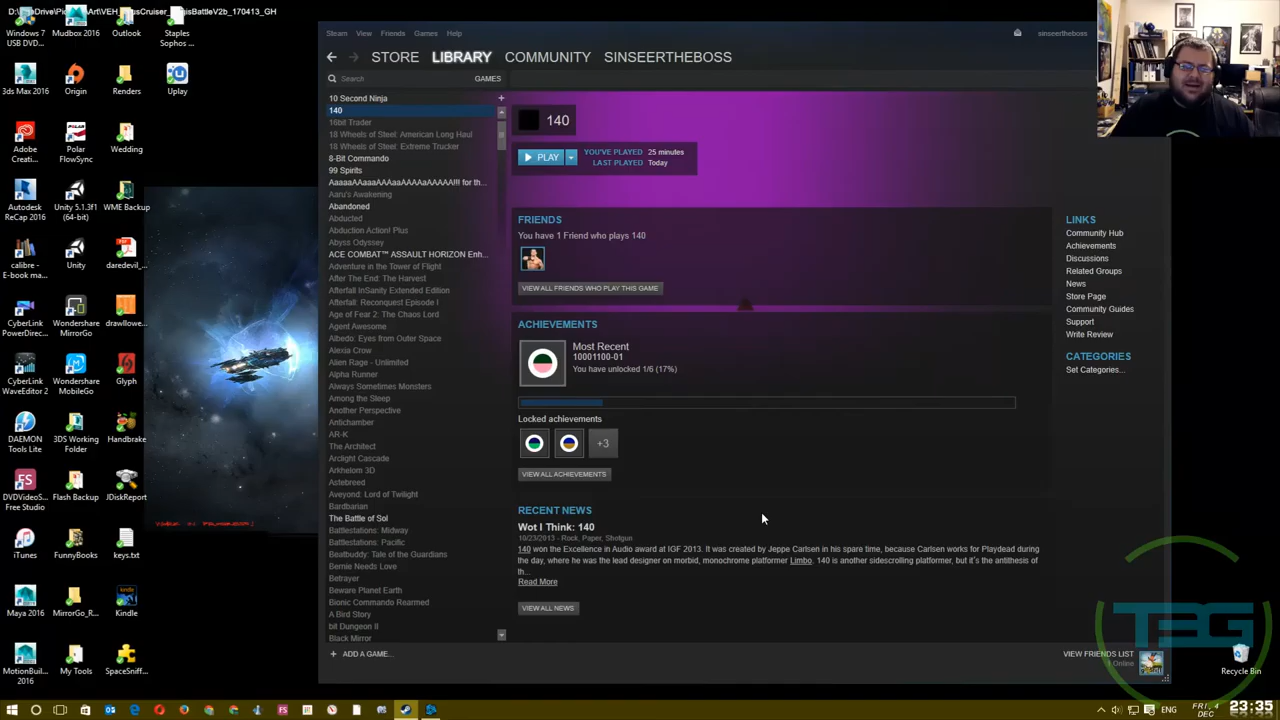 Windows 7
USB DVD...
Mudbox 2016
Outlook
Staples
Sophos ...
3ds Max 2016
Origin
Renders
Uplay
Adobe
Creati...
Polar
FlowSync
Wedding
Autodesk
ReCap 2016
Unity 5.1.3f1
(64-bit)
WME Backup
calibre -
E-book ma...
Unity
daredevil_...
CyberLink
PowerDirec...
Wondershare
MirrorGo
drawllowe...
CyberLink
WaveEditor 2
Wondershare
MobileGo
Glyph
DAEMON
Tools Lite
3DS Working
Folder
Handbrake
DVDVideoS...
Free Studio
Flash Backup
JDiskReport
iTunes
FunnyBooks
keys.txt
Maya 2016
MirrorGo_R...
Kindle
MotionBuil...
2016
My Tools
SpaceSniff...
Steam View Friends Games Help
sinseertheboss
STORE LIBRARY COMMUNITY SINSEERTHEBOSS
Search GAMES
10 Second Ninja
140
16bit Trader
18 Wheels of Steel: American Long Haul
18 Wheels of Steel: Extreme Trucker
8-Bit Commando
99 Spirits
AaaaaAAaaaAAAaaAAAAaAAAAA!!! for th...
Aaru's Awakening
Abandoned
Abducted
Abduction Action! Plus
Abyss Odyssey
ACE COMBAT™ ASSAULT HORIZON Enh...
Adventure in the Tower of Flight
After The End: The Harvest
Afterfall InSanity Extended Edition
Afterfall: Reconquest Episode I
Age of Fear 2: The Chaos Lord
Agent Awesome
Albedo: Eyes from Outer Space
Alexia Crow
Alien Rage - Unlimited
Alpha Runner
Always Sometimes Monsters
Among the Sleep
Another Perspective
Antichamber
AR-K
The Architect
Arclight Cascade
Arkhelom 3D
Astebreed
Aveyond: Lord of Twilight
Bardbarian
The Battle of Sol
Battlestations: Midway
Battlestations: Pacific
Beatbuddy: Tale of the Guardians
Bernie Needs Love
Betrayer
Beware Planet Earth
Bionic Commando Rearmed
A Bird Story
bit Dungeon II
Black Mirror
+ ADD A GAME...
140
PLAY
YOU'VE PLAYED 25 minutes
LAST PLAYED Today
FRIENDS
You have 1 Friend who plays 140
VIEW ALL FRIENDS WHO PLAY THIS GAME
ACHIEVEMENTS
Most Recent
10001100-01
You have unlocked 1/6 (17%)
Locked achievements
+3
VIEW ALL ACHIEVEMENTS
RECENT NEWS
Wot I Think: 140
10/23/2013 - Rock, Paper, Shotgun
140 won the Excellence in Audio award at IGF 2013. It was created by Jeppe Carlsen in his spare time, because Carlsen works for Playdead during
the day, where he was the lead designer on morbid, monochrome platformer Limbo. 140 is another sidescrolling platformer, but it's the antithesis of
th...
Read More
VIEW ALL NEWS
LINKS
Community Hub
Achievements
Discussions
Related Groups
News
Store Page
Community Guides
Support
Write Review
CATEGORIES
Set Categories...
VIEW FRIENDS LIST
1 Online
TBG
Recycle Bin
ENG
23:35